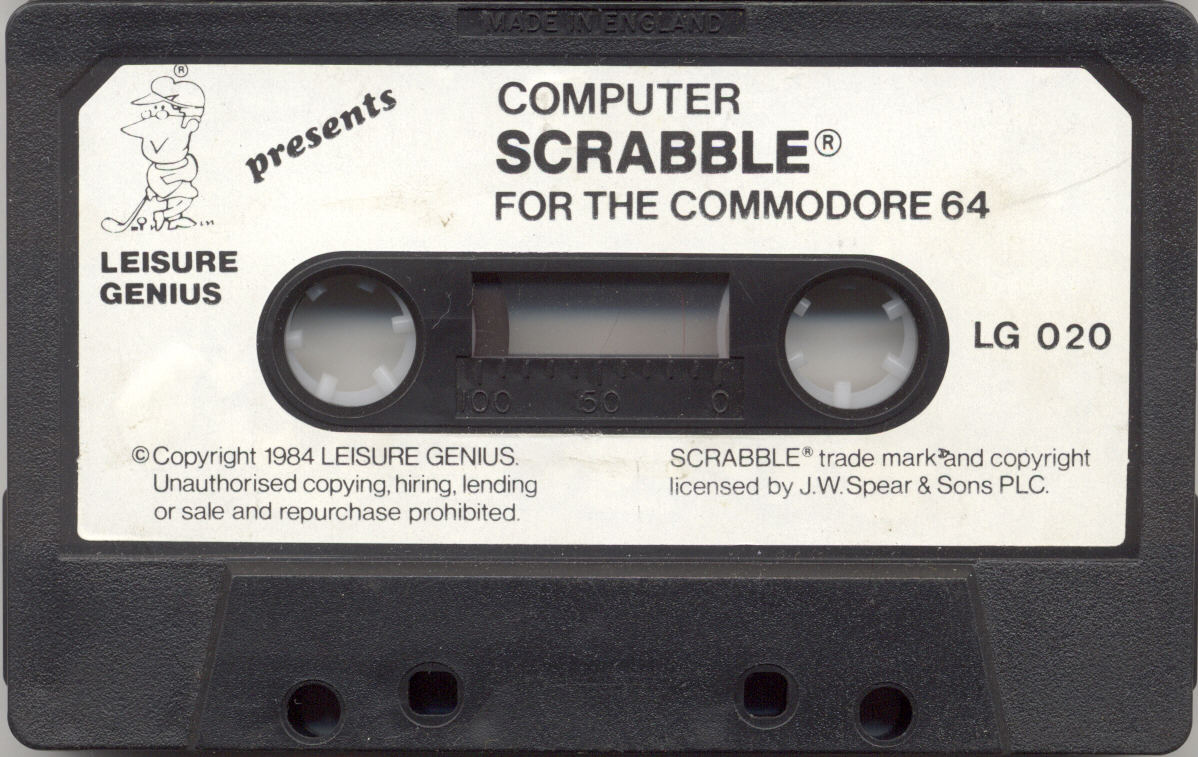 MADE IN ENGLAND
®
presents
COMPUTER
SCRABBLE®
FOR THE COMMODORE 64
LEISURE
GENIUS
LG 020
100 50 0
© Copyright 1984 LEISURE GENIUS.
Unauthorised copying, hiring, lending
or sale and repurchase prohibited.
SCRABBLE® trade mark and copyright
licensed by J.W. Spear & Sons PLC.